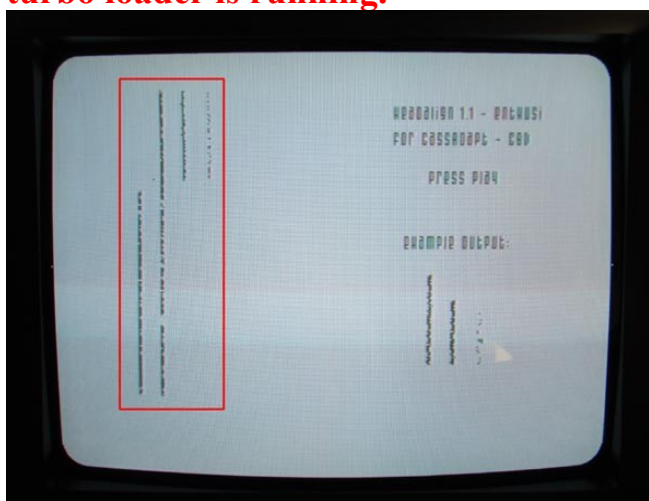 turbo loader is running.
Headalign 1.1 - enthusi
for CassAdapt - C64
press play
example output: